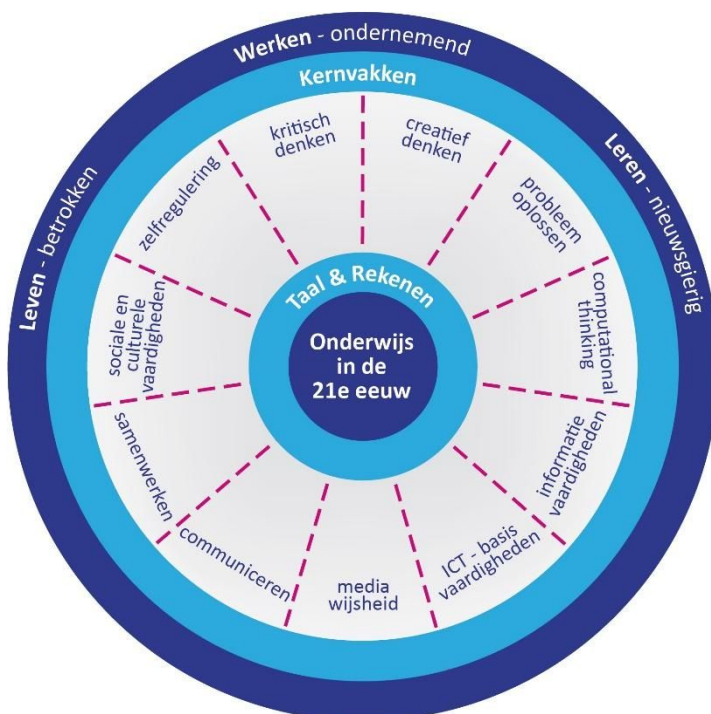 Werken - ondernemend
Kernvakken
Leren - nieuwsgierig
Leven - betrokken
kritisch
denken
creatief
denken
probleem
oplossen
computational
thinking
informatie
vaardigheden
ICT - basis
vaardigheden
media
wijsheid
communiceren
samenwerken
sociale en
culturele
vaardigheden
zelfregulering
Taal & Rekenen
Onderwijs
in de
21e eeuw